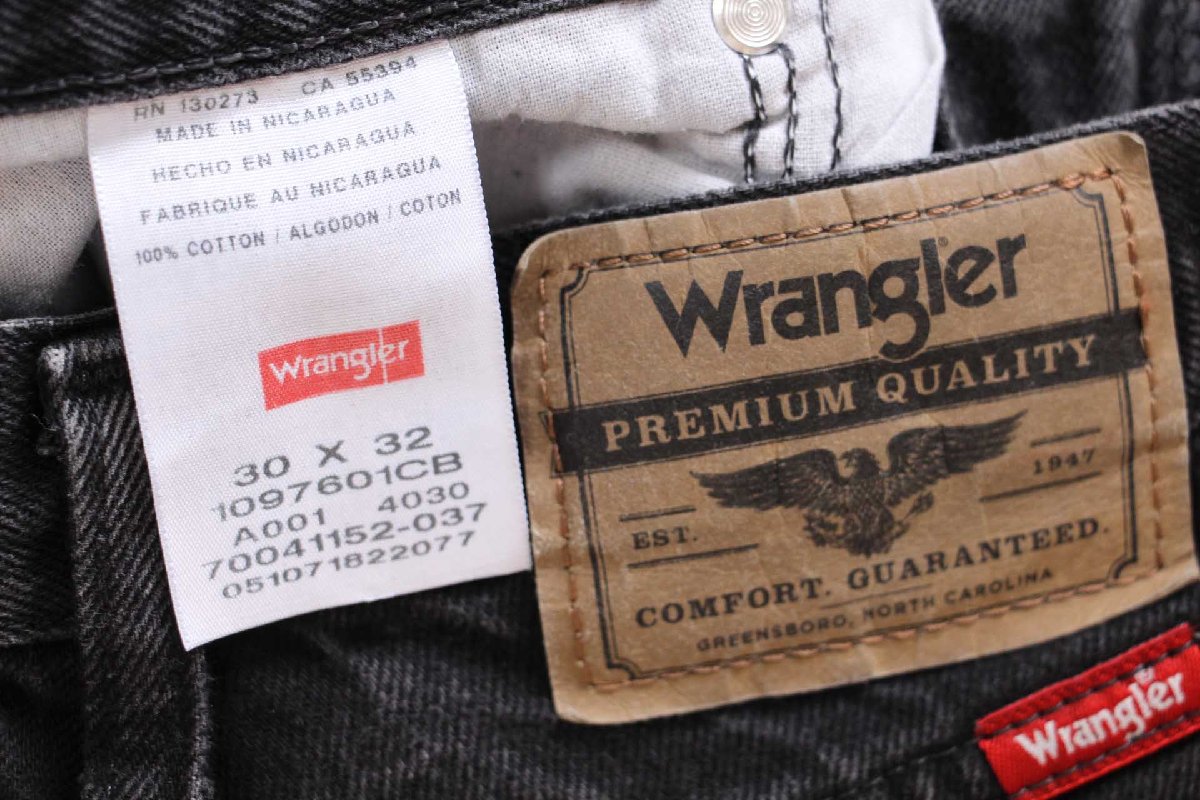 RN 130273 CA 55394
MADE IN NICARAGUA
HECHO EN NICARAGUA
FABRIQUE AU NICARAGUA
100% COTTON / ALGODON / COTON
Wrangler
30 X 32
1097601CB
A001 4030
70041152-037
051071822077
Wrangler
PREMIUM QUALITY
EST. 1947
COMFORT. GUARANTEED.
GREENSBORO, NORTH CAROLINA
Wrangler®